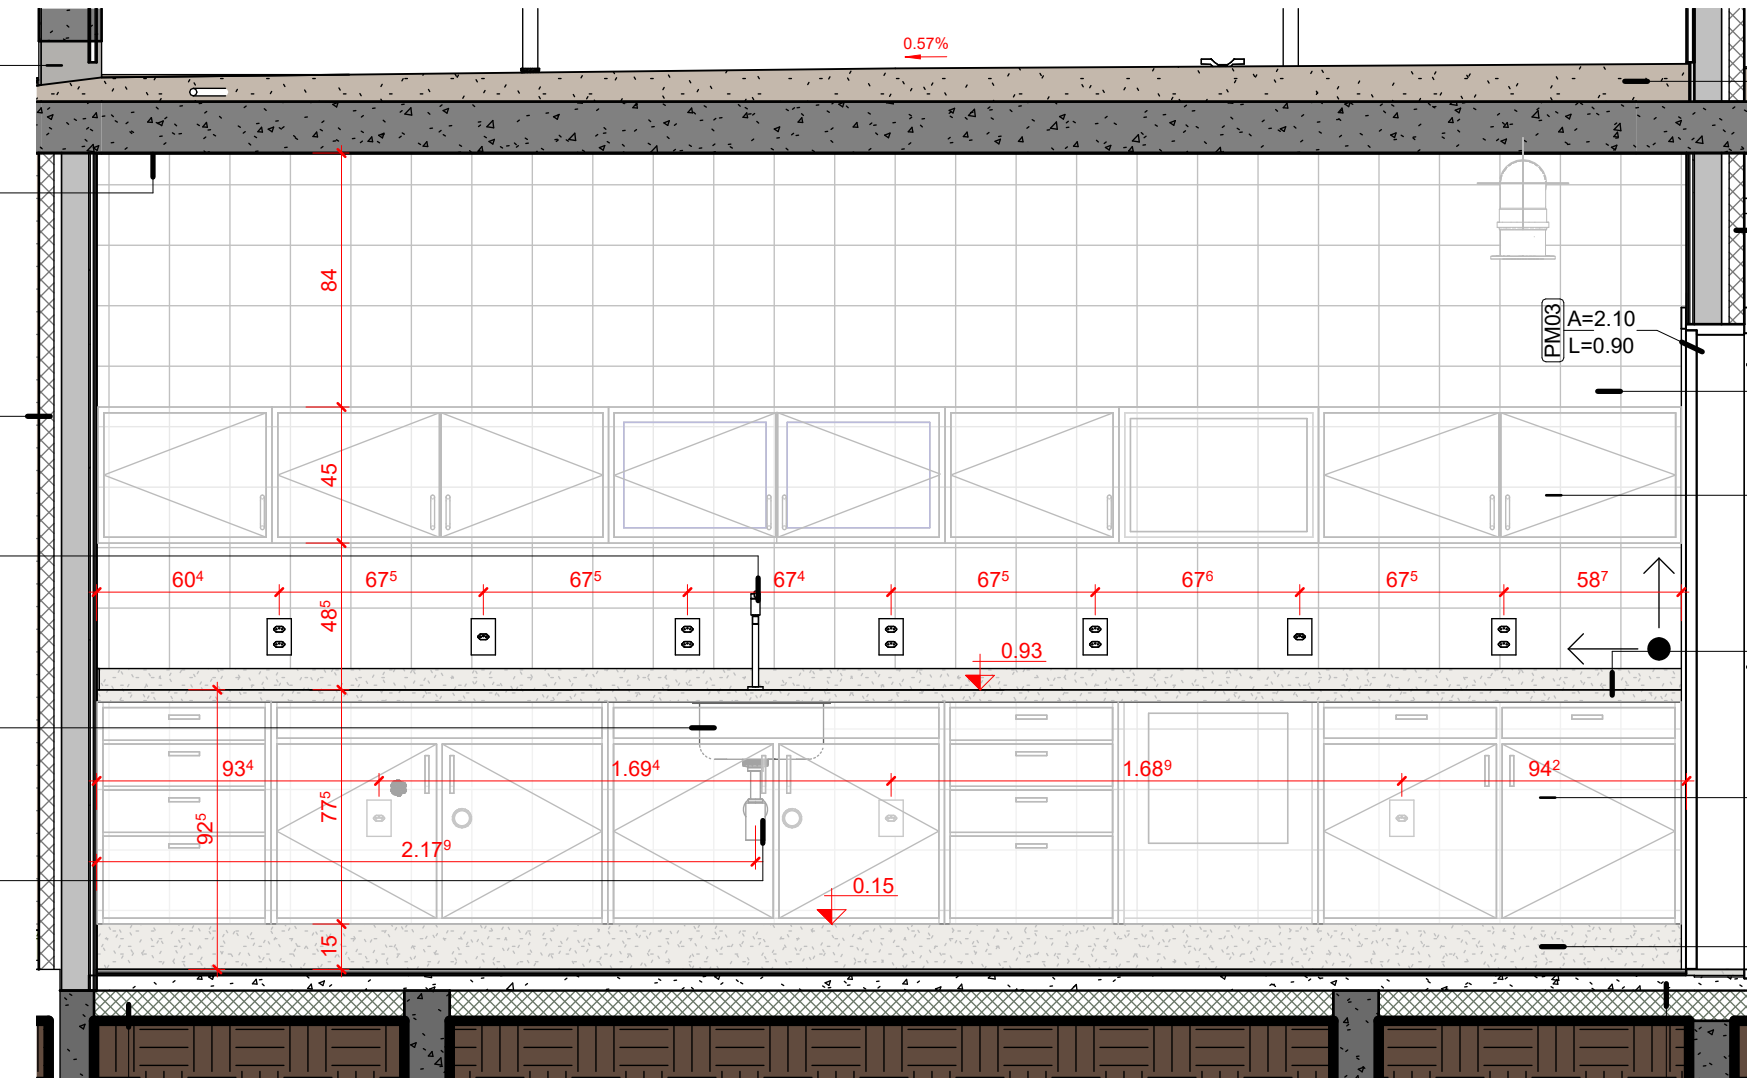 0.57%
84
PM03
A=2.10
L=0.90
45
60⁴ 67⁵ 67⁵ 67⁴ 67⁵ 67⁶ 67⁵ 58⁷
48⁵
0.93
93⁴ 1.69⁴ 1.68⁹ 94²
77⁵
92⁵
2.17⁹
0.15
15